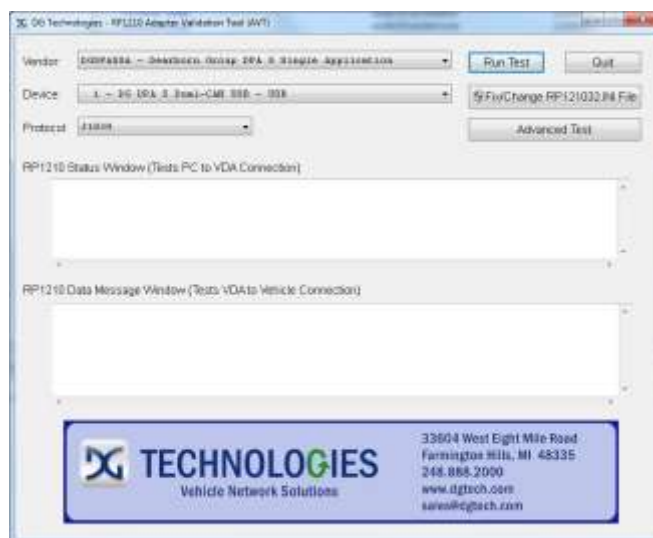 DG Technologies - RP1210 Adapter Validation Tool (AVT)
Vendor DGDPA5SA - Dearborn Group DPA 5 Single Application Run Test Quit
Device 1 - DG DPA 5 Dual-CAN USB - USB Fix/Change RP121032.INI File
Protocol J1939 Advanced Test
RP1210 Status Window (Tests PC to VDA Connection)
RP1210 Data Message Window (Tests VDA to Vehicle Connection)
DG TECHNOLOGIES
Vehicle Network Solutions
33604 West Eight Mile Road
Farmington Hills, MI 48335
248.888.2000
www.dgtech.com
sales@dgtech.com